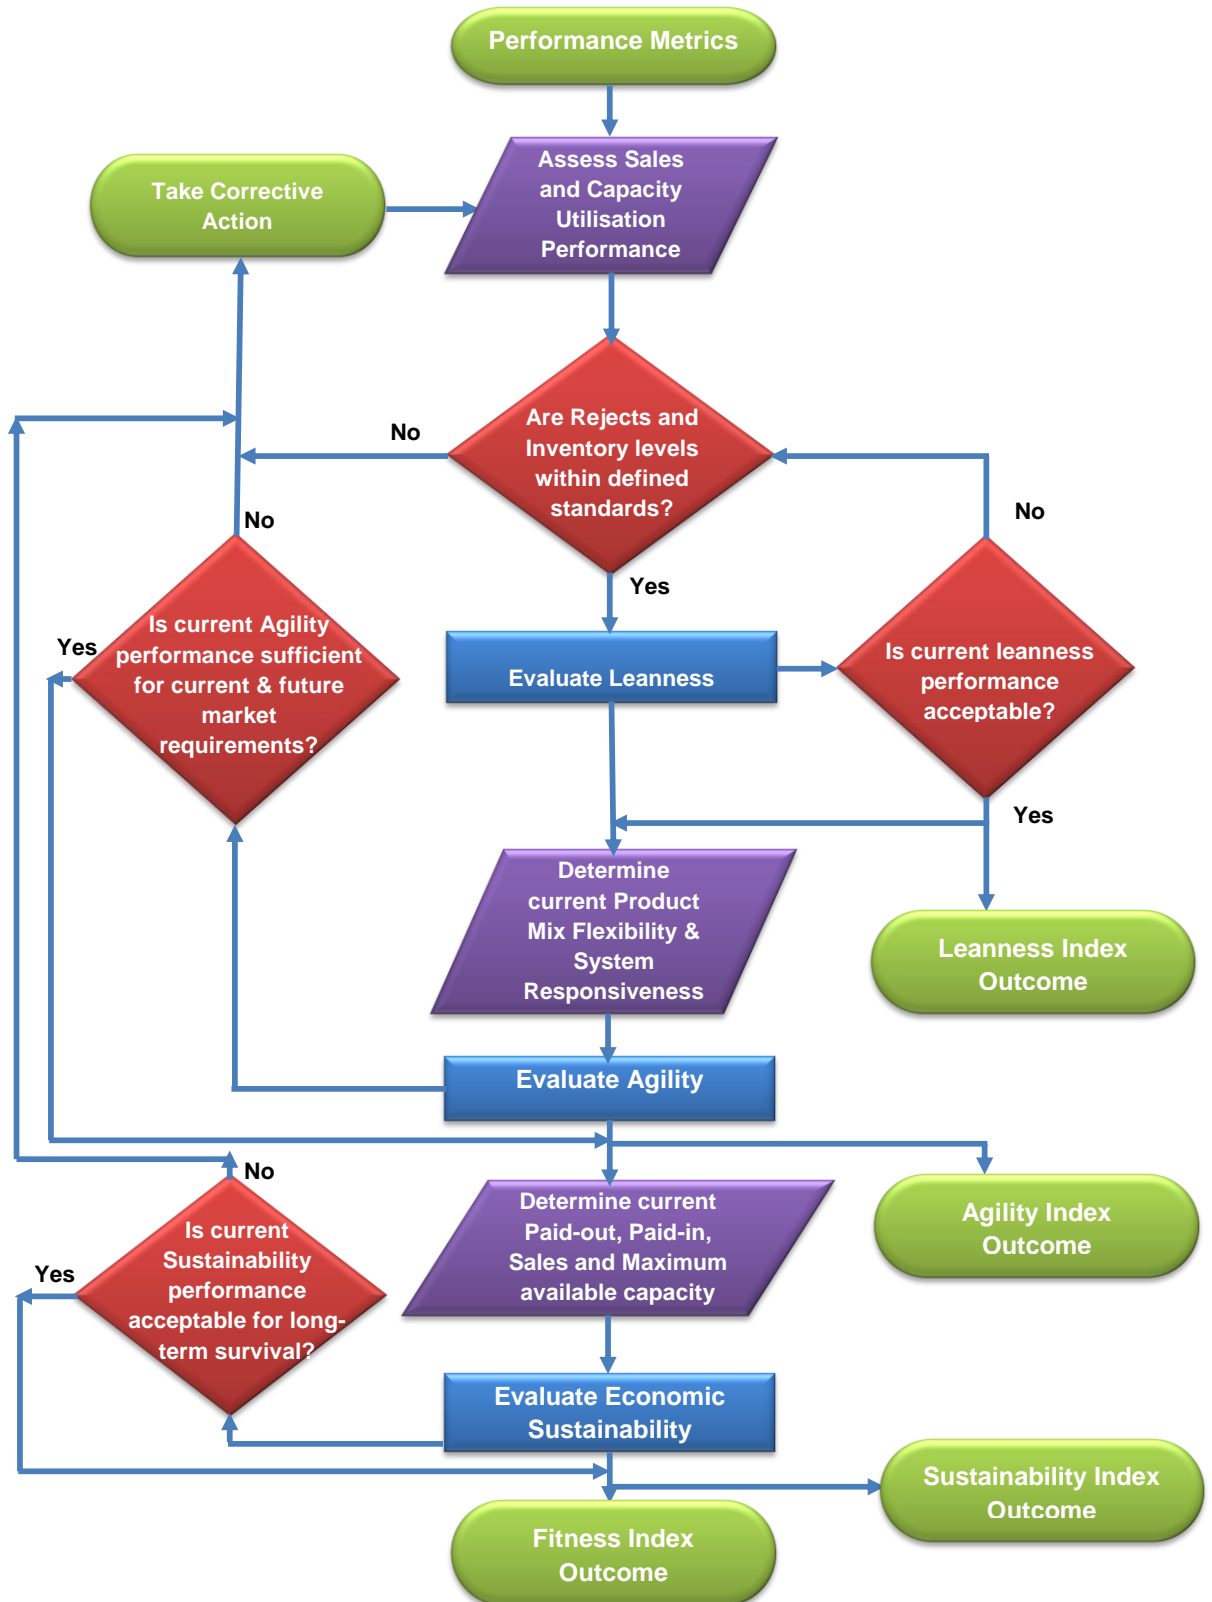 Performance Metrics
Assess Sales
and Capacity
Utilisation
Performance
Take Corrective
Action
Are Rejects and
Inventory levels
within defined
standards?
No
No
No
Yes
Is current Agility
performance sufficient
for current & future
market
requirements?
Yes
Evaluate Leanness
Is current leanness
performance
acceptable?
Yes
Determine
current Product
Mix Flexibility &
System
Responsiveness
Leanness Index
Outcome
Evaluate Agility
No
Is current
Sustainability
performance
acceptable for long-
term survival?
Yes
Determine current
Paid-out, Paid-in,
Sales and Maximum
available capacity
Agility Index
Outcome
Evaluate Economic
Sustainability
Sustainability Index
Outcome
Fitness Index
Outcome